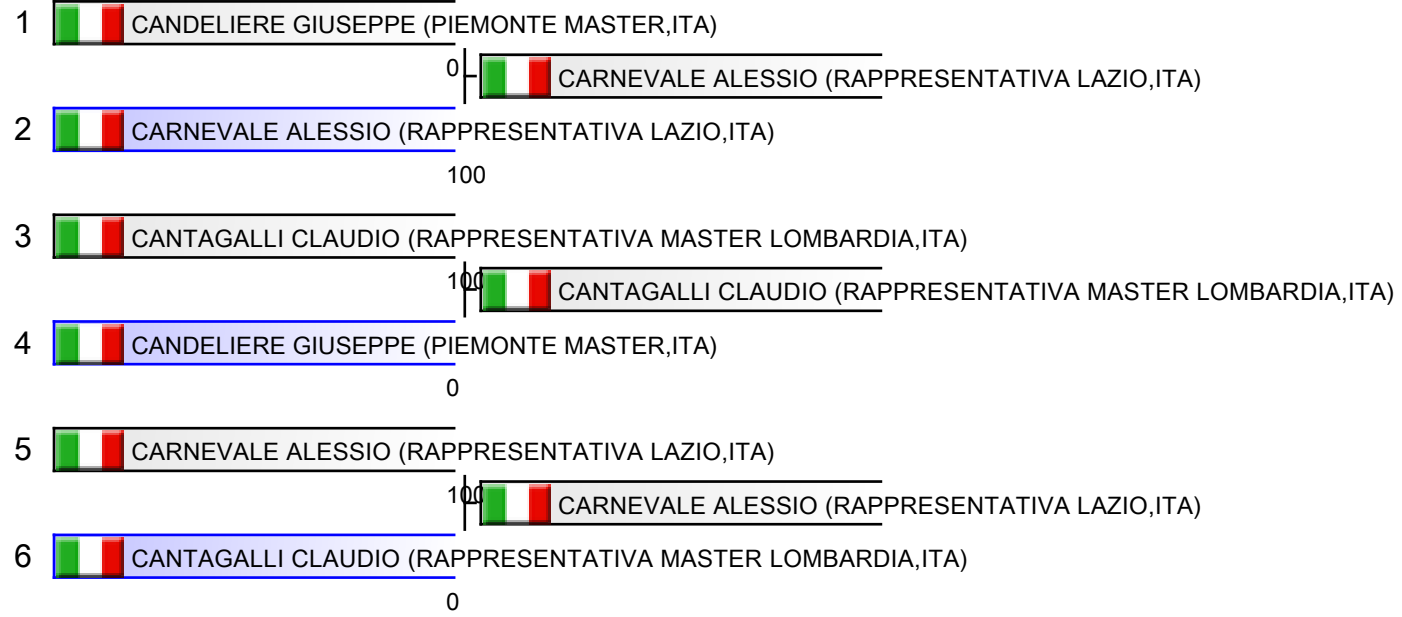 1 CANDELIERE GIUSEPPE (PIEMONTE MASTER,ITA)
0 CARNEVALE ALESSIO (RAPPRESENTATIVA LAZIO,ITA)
2 CARNEVALE ALESSIO (RAPPRESENTATIVA LAZIO,ITA)
100
3 CANTAGALLI CLAUDIO (RAPPRESENTATIVA MASTER LOMBARDIA,ITA)
100 CANTAGALLI CLAUDIO (RAPPRESENTATIVA MASTER LOMBARDIA,ITA)
4 CANDELIERE GIUSEPPE (PIEMONTE MASTER,ITA)
0
5 CARNEVALE ALESSIO (RAPPRESENTATIVA LAZIO,ITA)
100 CARNEVALE ALESSIO (RAPPRESENTATIVA LAZIO,ITA)
6 CANTAGALLI CLAUDIO (RAPPRESENTATIVA MASTER LOMBARDIA,ITA)
0